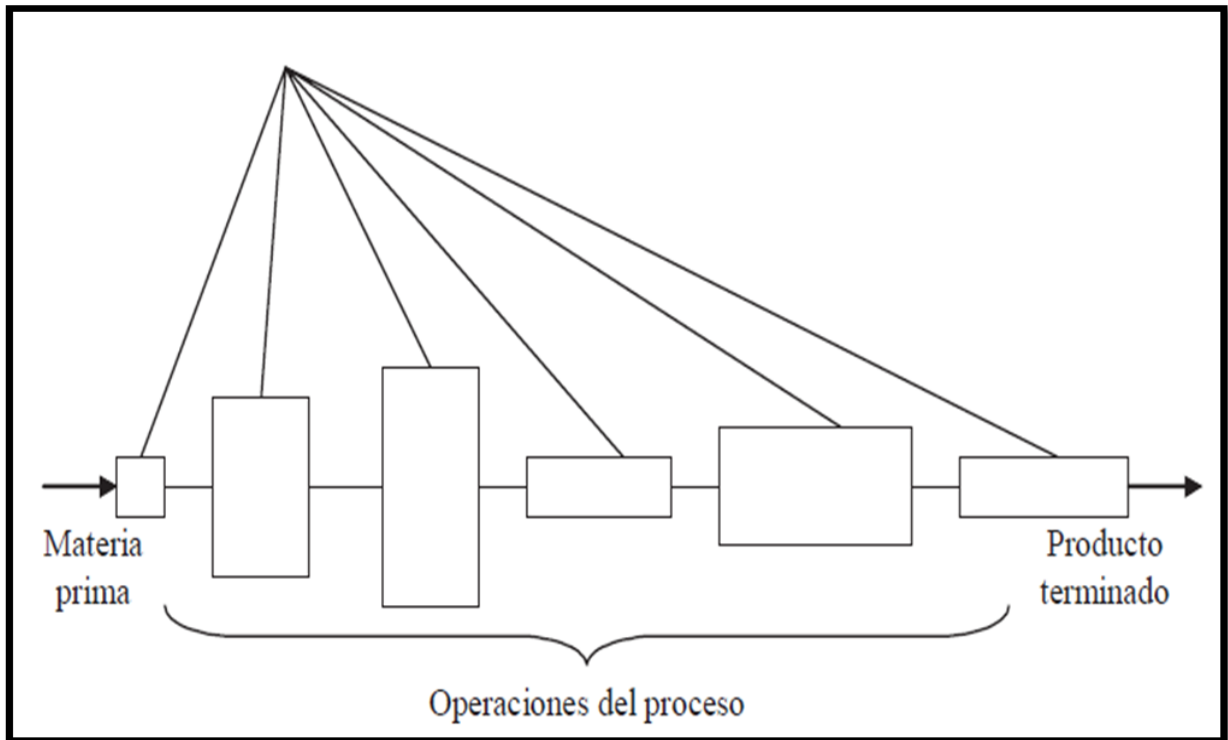 Materia
prima
Producto
terminado
Operaciones del proceso